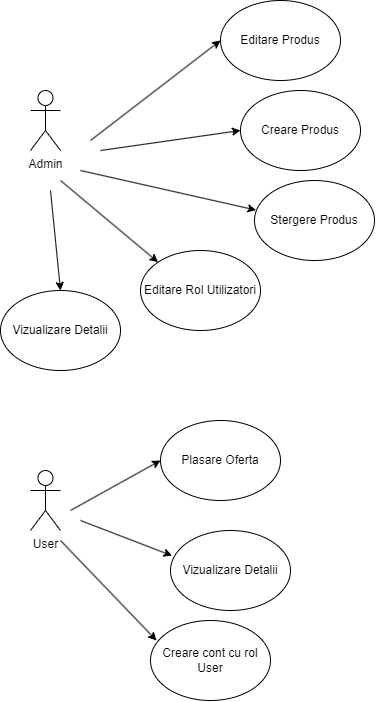 Editare Produs
Creare Produs
Admin
Stergere Produs
Editare Rol Utilizatori
Vizualizare Detalii
Plasare Oferta
User
Vizualizare Detalii
Creare cont cu rol
User